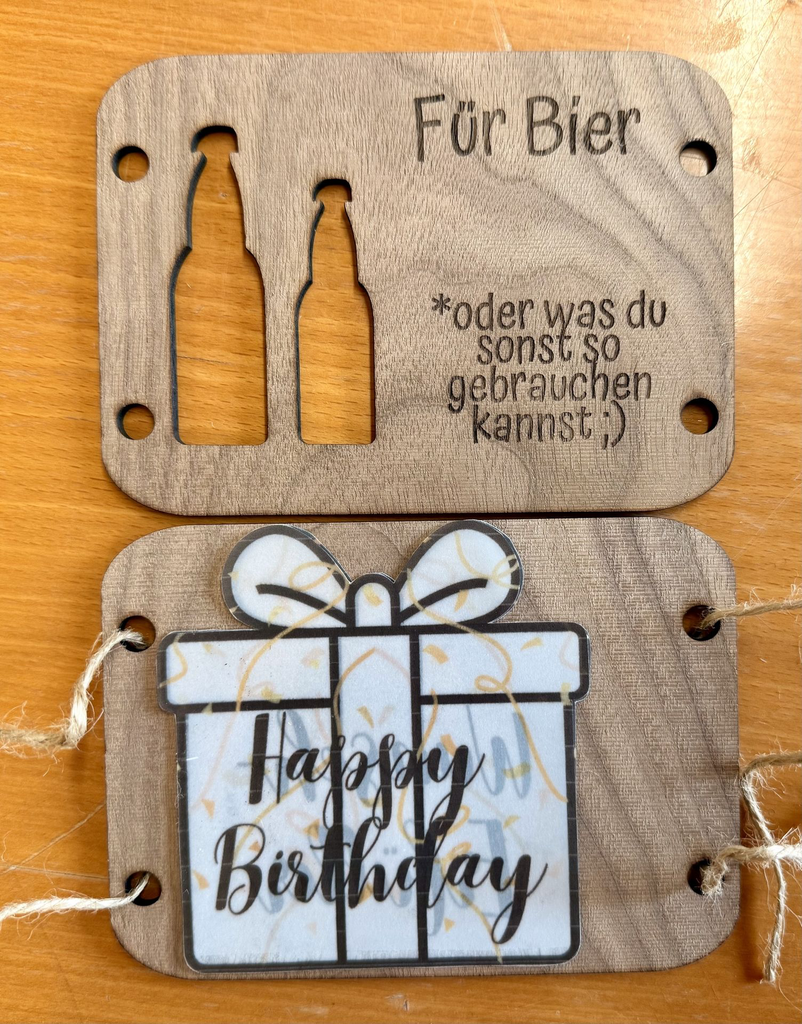 Für Bier
*oder was du
sonst so
gebrauchen
kannst ;)
Happy
Birthday